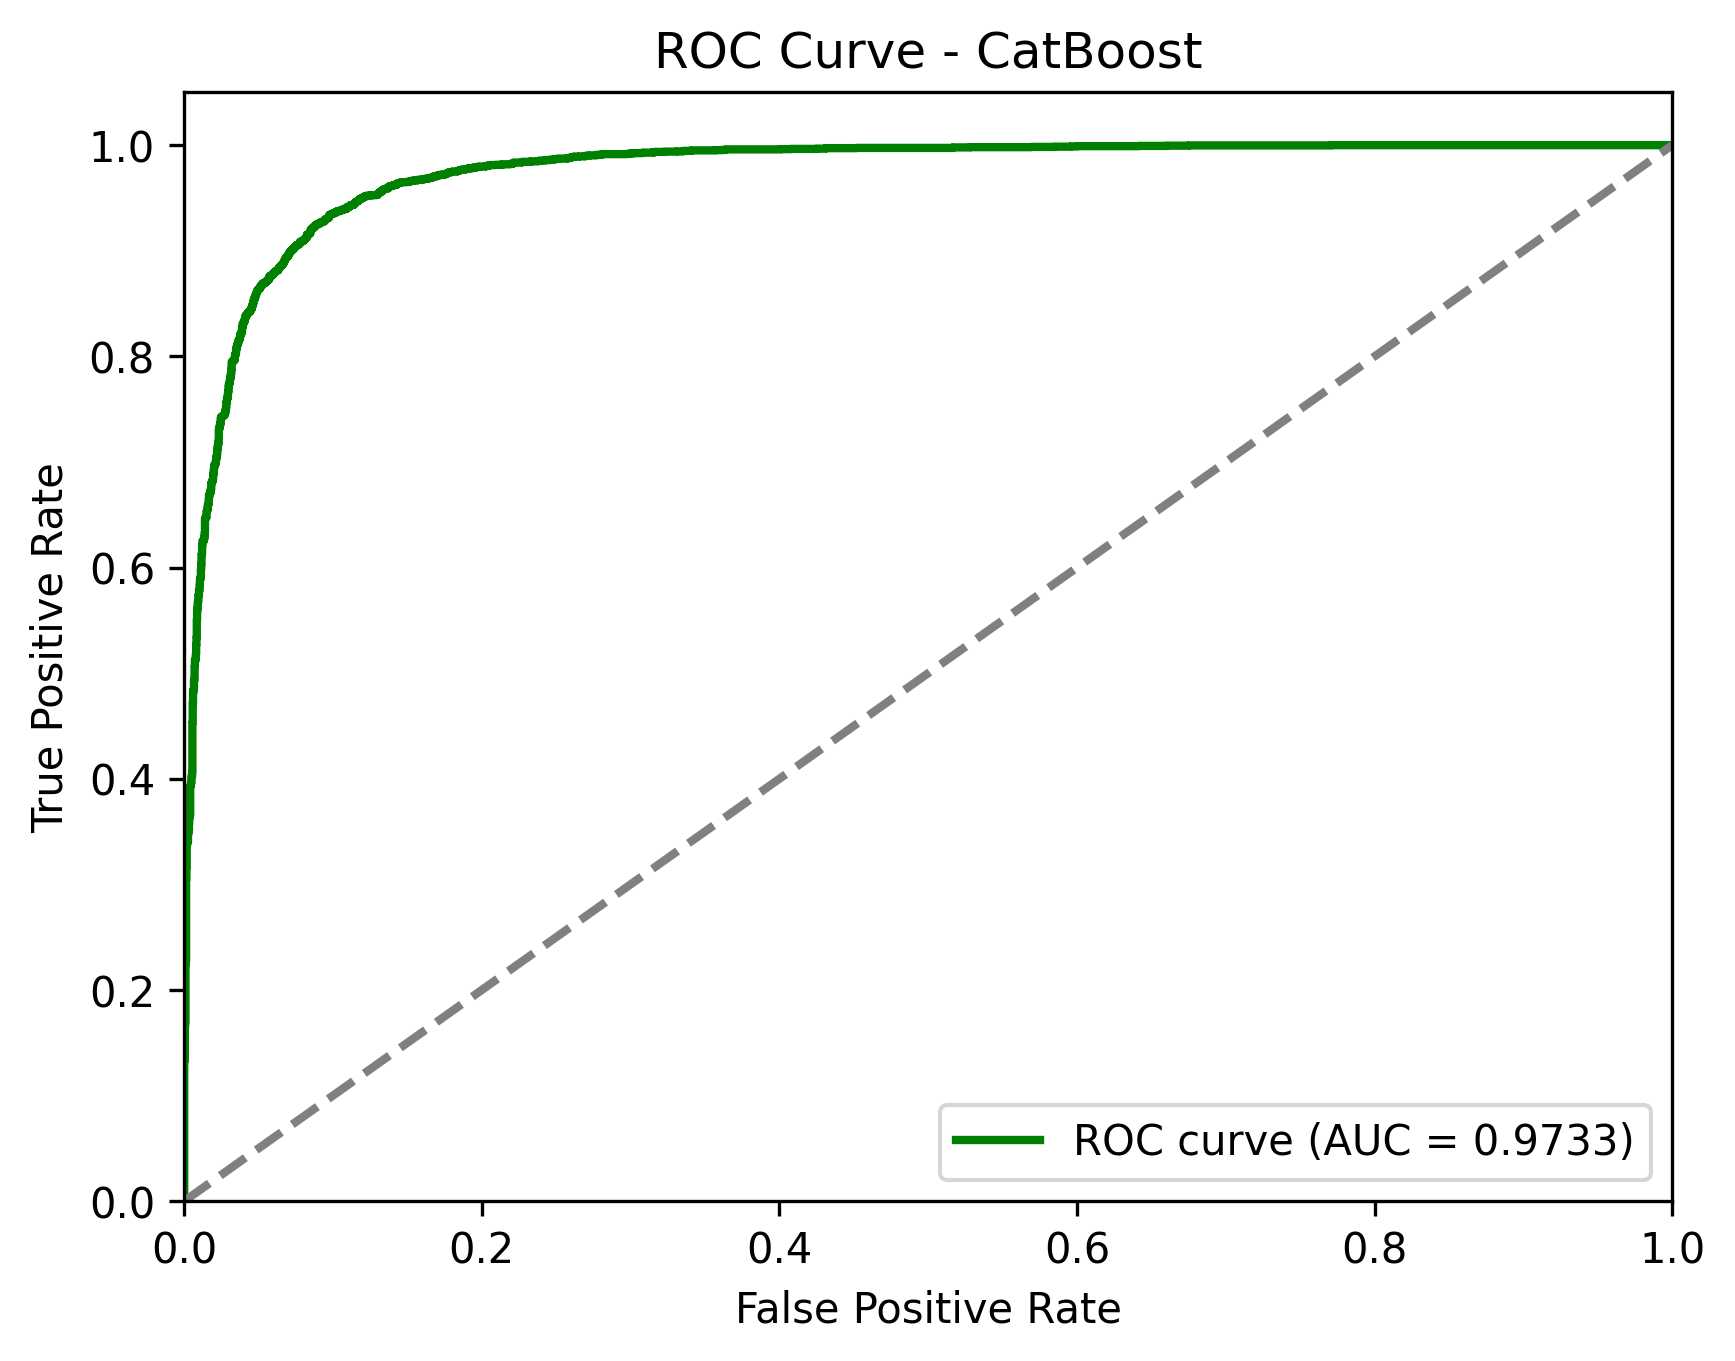 ROC Curve - CatBoost
1.0
0.8
0.6
0.4
0.2
0.0
True Positive Rate
ROC curve (AUC = 0.9733)
0.0 0.2 0.4 0.6 0.8 1.0
False Positive Rate